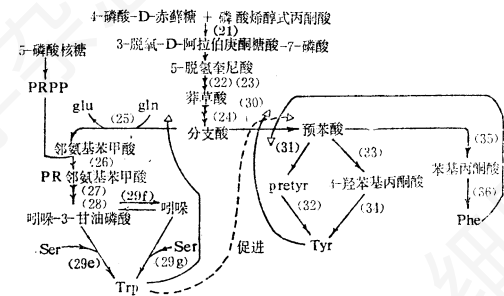 4-磷酸-D-赤鲜糖 + 磷酸烯醇式丙酮酸
(21)
3-脱氧-D-阿拉伯庚酮糖酸-7-磷酸
5-磷酸核糖
5-脱氢奎尼酸
(22) (23)
PRPP
莽草酸
(30)
glu
(25)
gln
(24)
分支酸
预苯酸
邻氨基苯甲酸
(31)
(33)
(35)
(26)
苯基丙酮酸
PR邻氨基苯甲酸
pretyr
4-羟苯基丙酮酸
(27)
(29f)
吲哚
(36)
(28)
(32)
(34)
吲哚-3-甘油磷酸
Phe
Ser
Ser
促进
Tyr
(29e)
(29g)
Trp